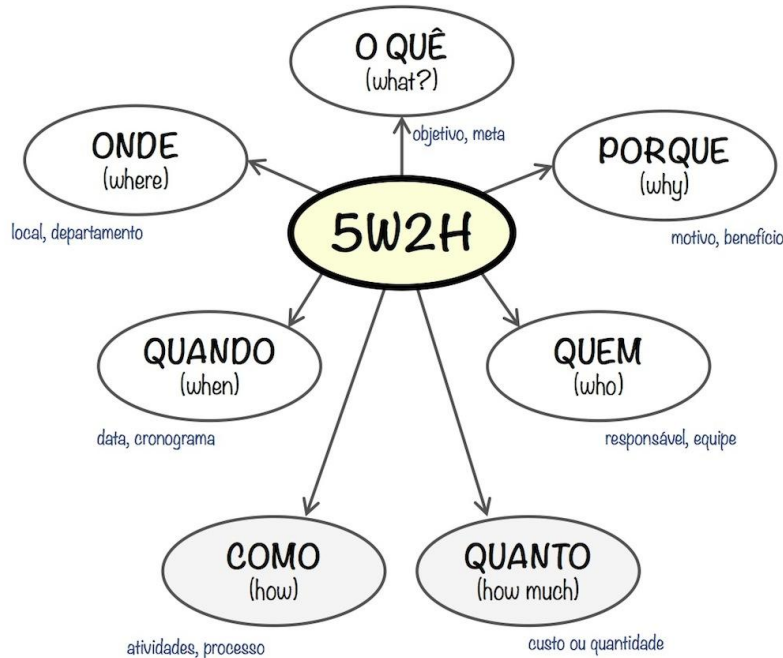 O QUÊ
(what?)
objetivo, meta
ONDE
(where)
local, departamento
PORQUE
(why)
motivo, benefício
5W2H
QUANDO
(when)
data, cronograma
QUEM
(who)
responsável, equipe
COMO
(how)
atividades, processo
QUANTO
(how much)
custo ou quantidade